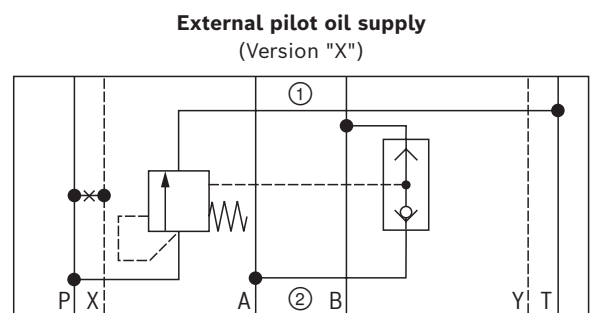 External pilot oil supply
(Version "X")
①
P X A ② B Y T